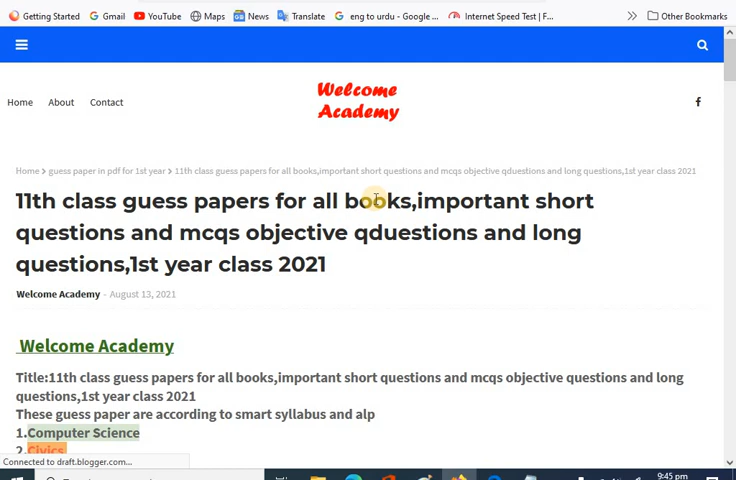 Getting Started Gmail YouTube Maps News Translate eng to urdu - Google ... Internet Speed Test | F... Other Bookmarks
Welcome
Academy
Home About Contact
Home > guess paper in pdf for 1st year > 11th class guess papers for all books,important short questions and mcqs objective qduestions and long questions,1st year class 2021
11th class guess papers for all books,important short
questions and mcqs objective qduestions and long
questions,1st year class 2021
Welcome Academy - August 13, 2021
Welcome Academy
Title:11th class guess papers for all books,important short questions and mcqs objective questions and long
questions,1st year class 2021
These guess paper are according to smart syllabus and alp
1.Computer Science
2.Civics
Connected to draft.blogger.com...
9:45 pm